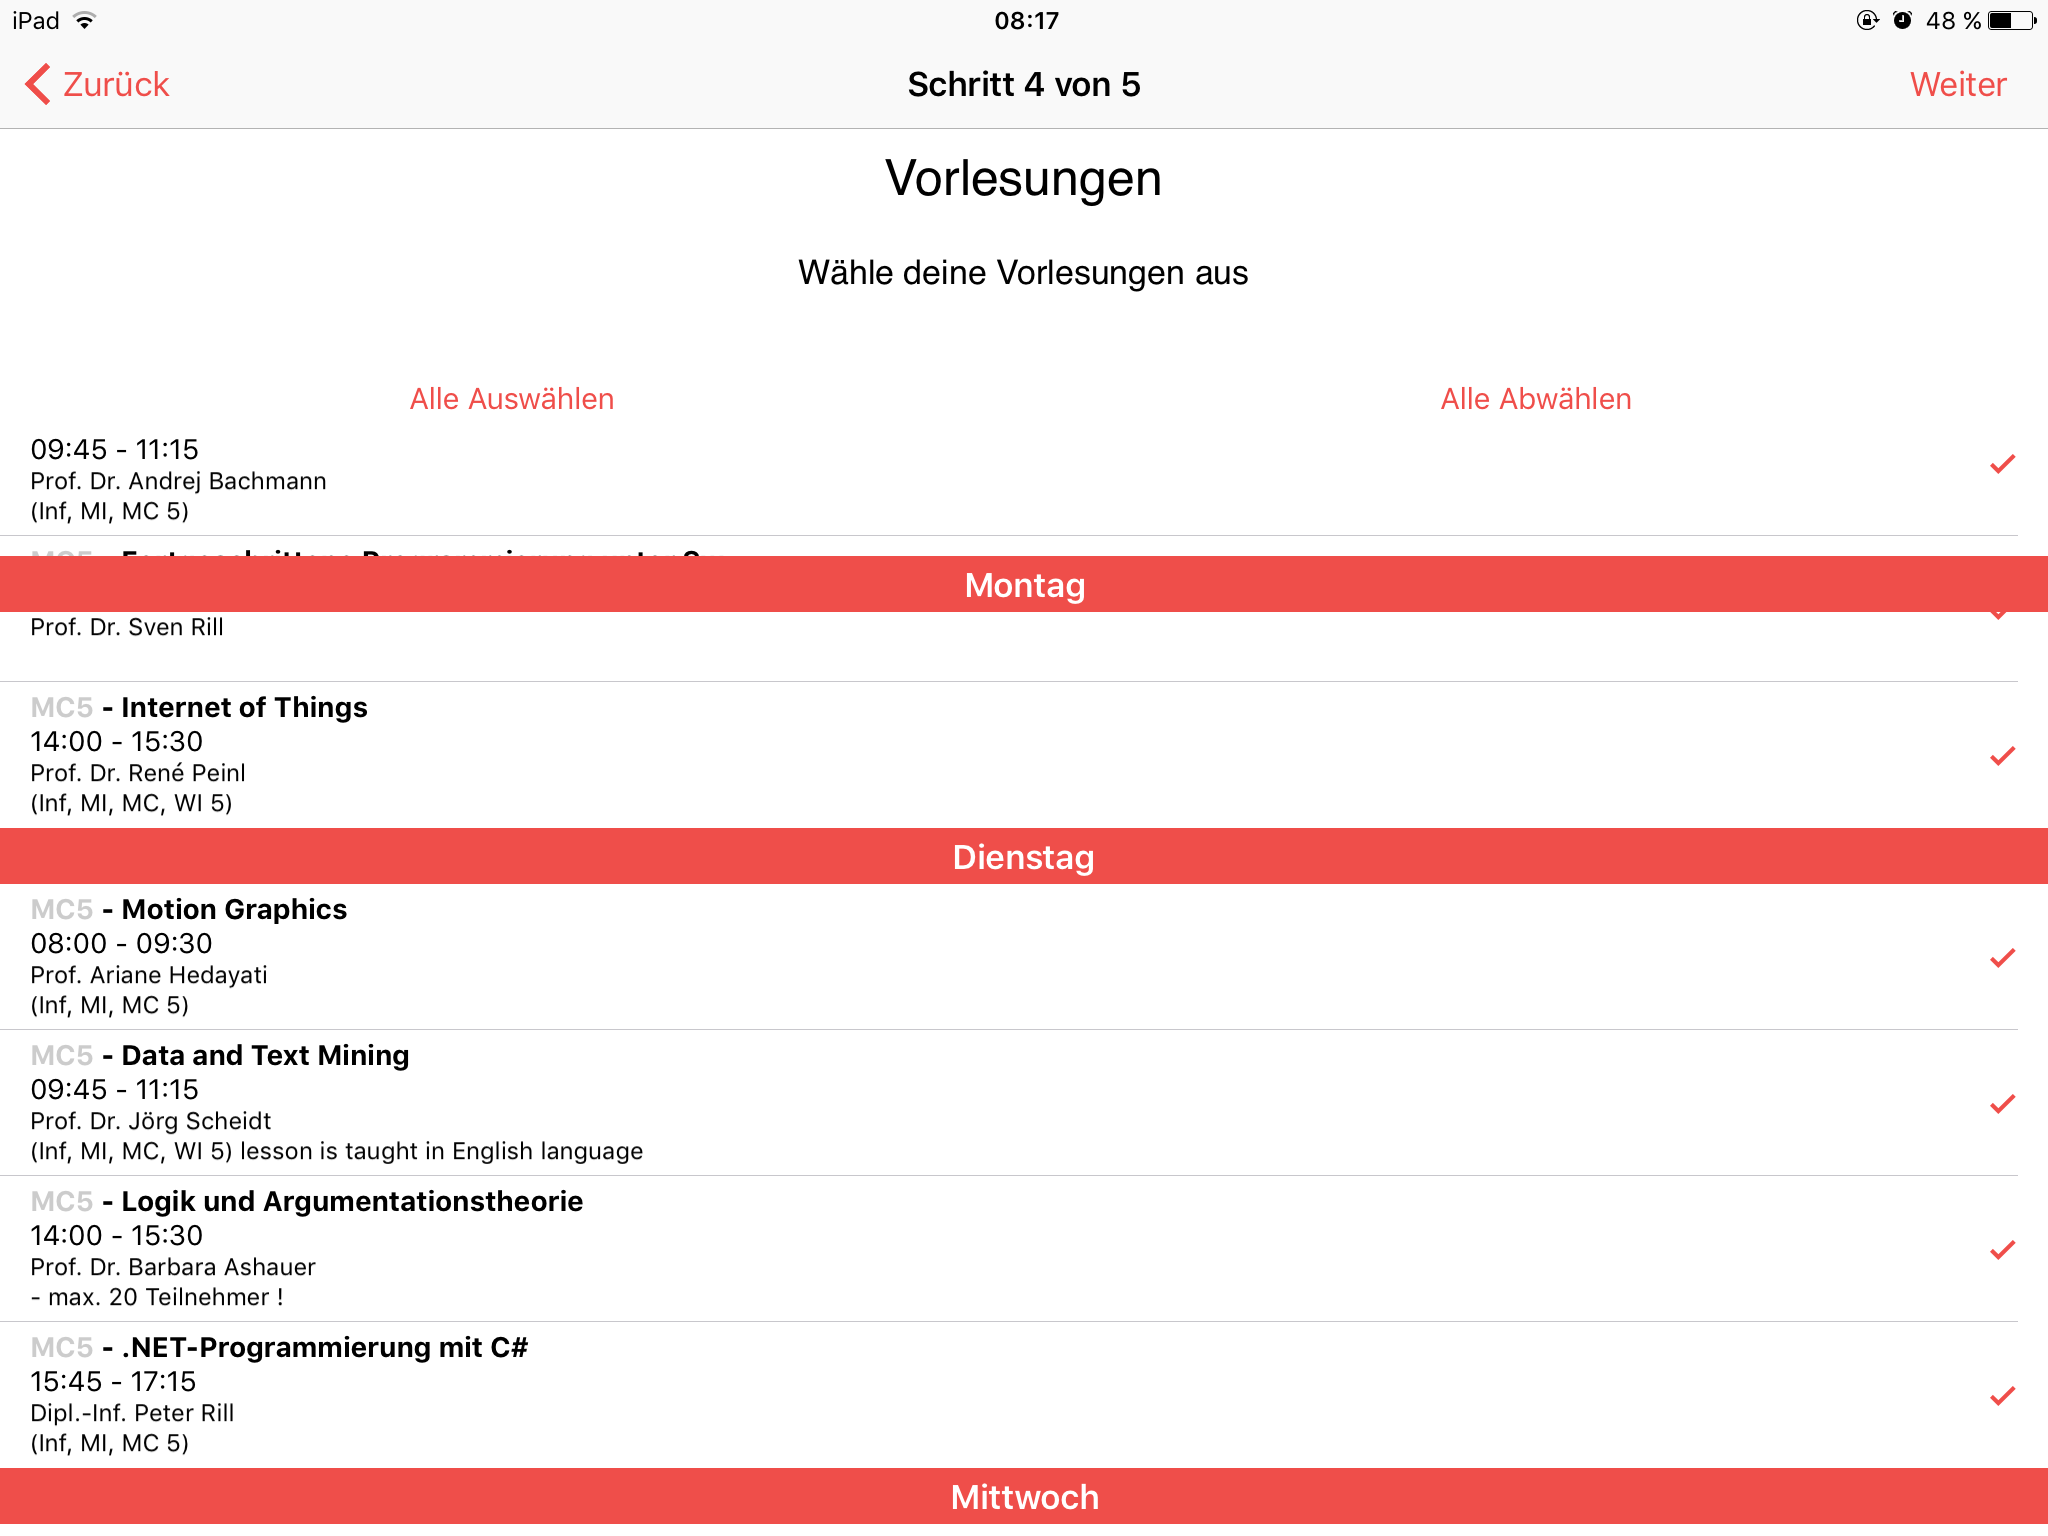 iPad
08:17
48 %
Zurück
Schritt 4 von 5
Weiter
Vorlesungen
Wähle deine Vorlesungen aus
Alle Auswählen
Alle Abwählen
09:45 - 11:15
Prof. Dr. Andrej Bachmann
(Inf, MI, MC 5)
Montag
Prof. Dr. Sven Rill
MC5 - Internet of Things
14:00 - 15:30
Prof. Dr. René Peinl
(Inf, MI, MC, WI 5)
Dienstag
MC5 - Motion Graphics
08:00 - 09:30
Prof. Ariane Hedayati
(Inf, MI, MC 5)
MC5 - Data and Text Mining
09:45 - 11:15
Prof. Dr. Jörg Scheidt
(Inf, MI, MC, WI 5) lesson is taught in English language
MC5 - Logik und Argumentationstheorie
14:00 - 15:30
Prof. Dr. Barbara Ashauer
- max. 20 Teilnehmer !
MC5 - .NET-Programmierung mit C#
15:45 - 17:15
Dipl.-Inf. Peter Rill
(Inf, MI, MC 5)
Mittwoch